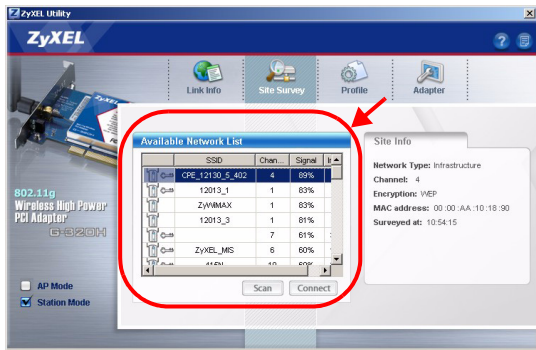 ZyXEL Utility
ZyXEL
Link Info
Site Survey
Profile
Adapter
ZyXEL
802.11g
Wireless High Power
PCI Adapter
G-320H
AP Mode
Station Mode
Available Network List
SSID Chan... Signal
CPE_12130_5_402 4 89%
12013_1 1 83%
ZyWIMAX 1 83%
12013_3 1 81%
7 61%
ZyXEL_MIS 6 60%
Scan
Connect
Site Info
Network Type: Infrastructure
Channel: 4
Encryption: WEP
MAC address: 00 :00 :AA :10 :18 :90
Surveyed at: 10:54:15